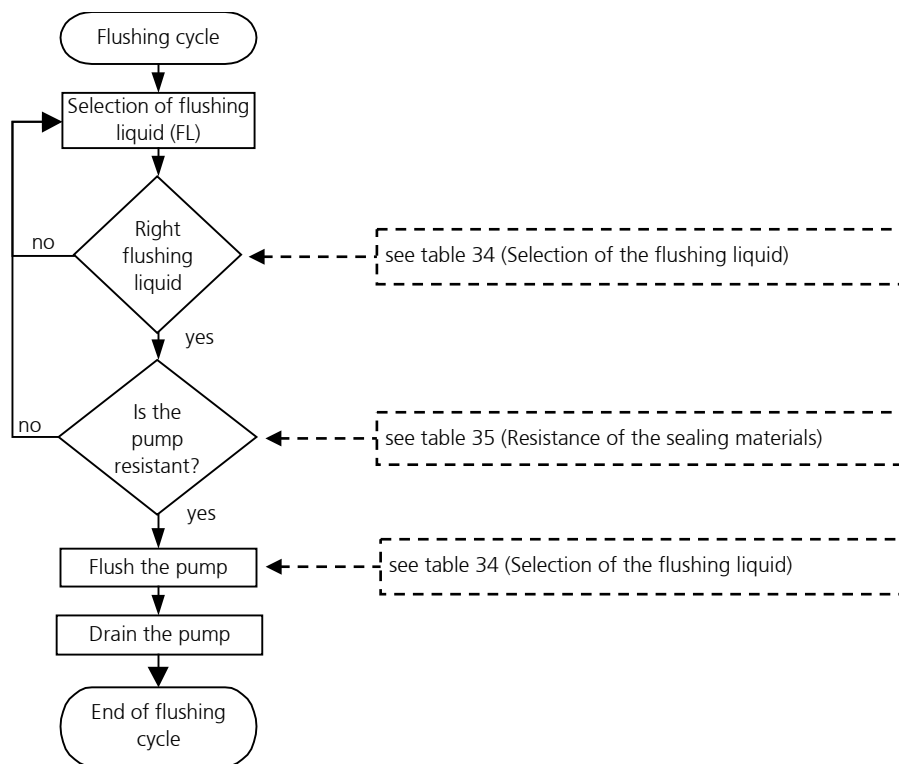 Flushing cycle
Selection of flushing
liquid (FL)
Right
flushing
liquid
no
see table 34 (Selection of the flushing liquid)
yes
Is the
pump
resistant?
no
see table 35 (Resistance of the sealing materials)
yes
Flush the pump
see table 34 (Selection of the flushing liquid)
Drain the pump
End of flushing
cycle